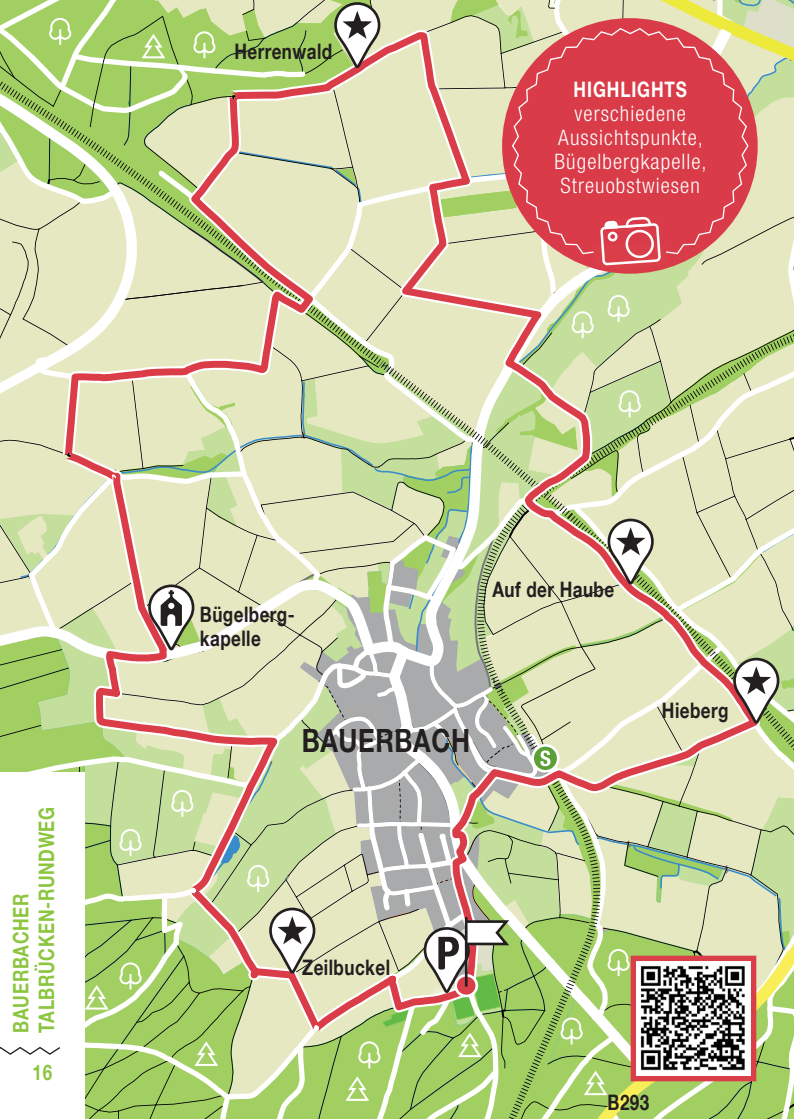 Herrenwald
HIGHLIGHTS
verschiedene
Aussichtspunkte,
Bügelbergkapelle,
Streuobstwiesen
Auf der Haube
Bügelberg-
kapelle
Hieberg
BAUERBACH
S
Zeilbuckel
P
B293
BAUERBACHER
TALBRÜCKEN-RUNDWEG
16